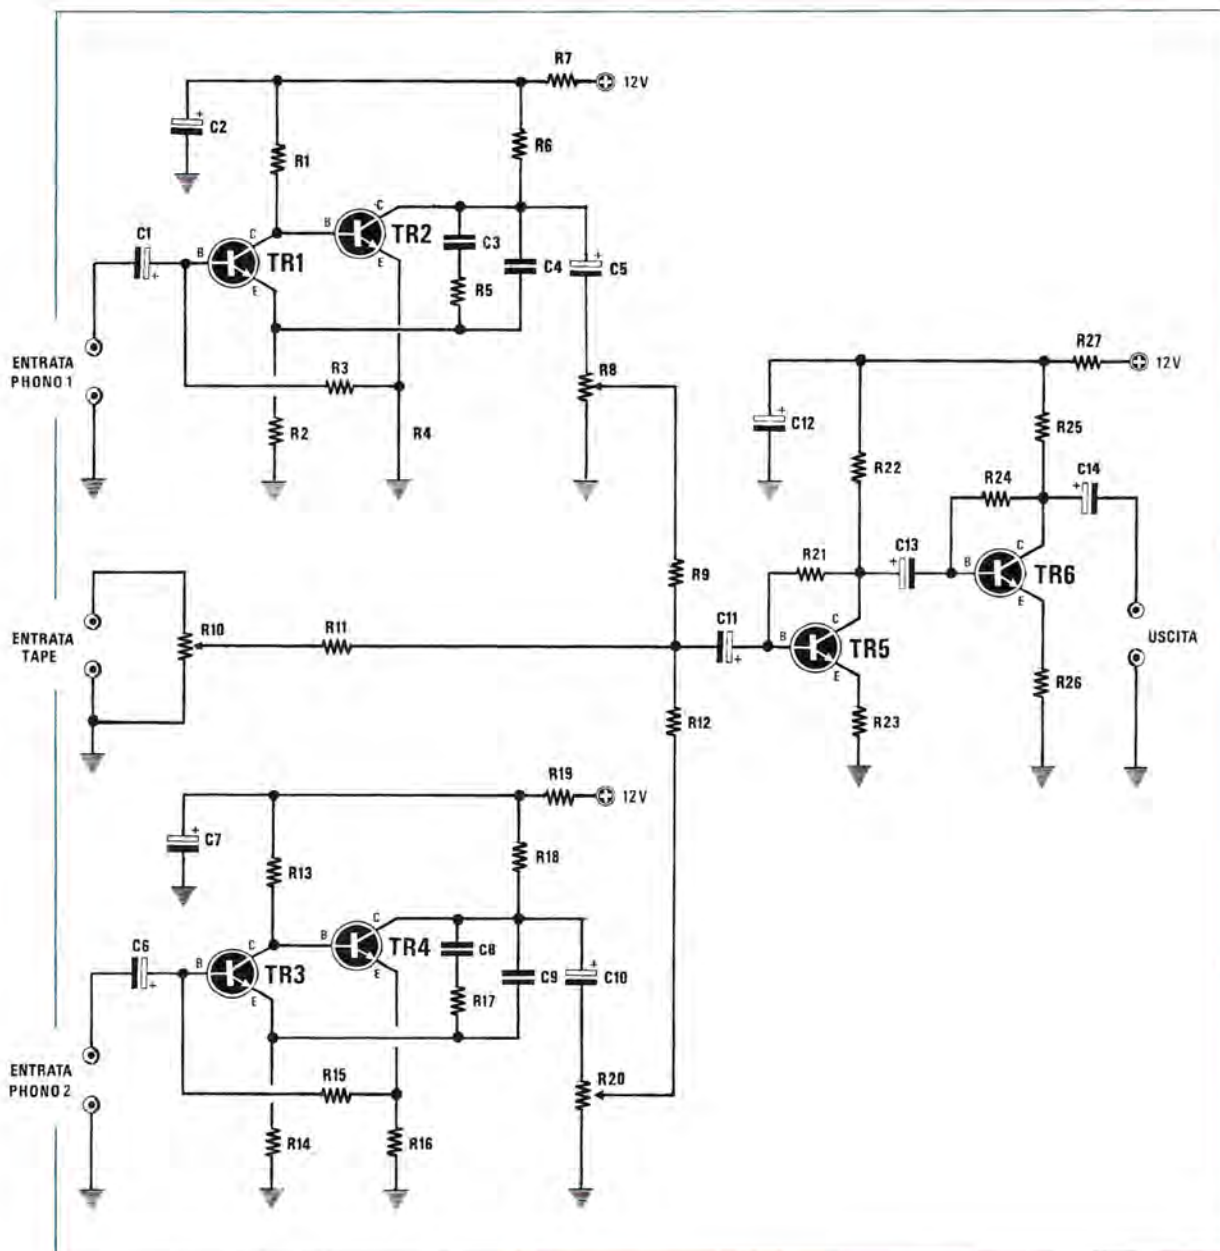 R7
12V
C2
R6
R1
C
B
TR2
C1
C
C3
B
TR1
E
C4
C5
E
R5
ENTRATA
PHONO 1
R3
R8
R2
R4
R27
12V
C12
R25
R22
R24
C14
R9
R21
C13
C
B
TR6
E
ENTRATA
TAPE
R10
R11
C11
C
B
TR5
E
USCITA
R12
R23
R26
R19
12V
C7
R18
R13
C
C6
B
TR4
C8
C
B
TR3
E
C9
C10
E
R17
ENTRATA
PHONO 2
R15
R20
R14
R16